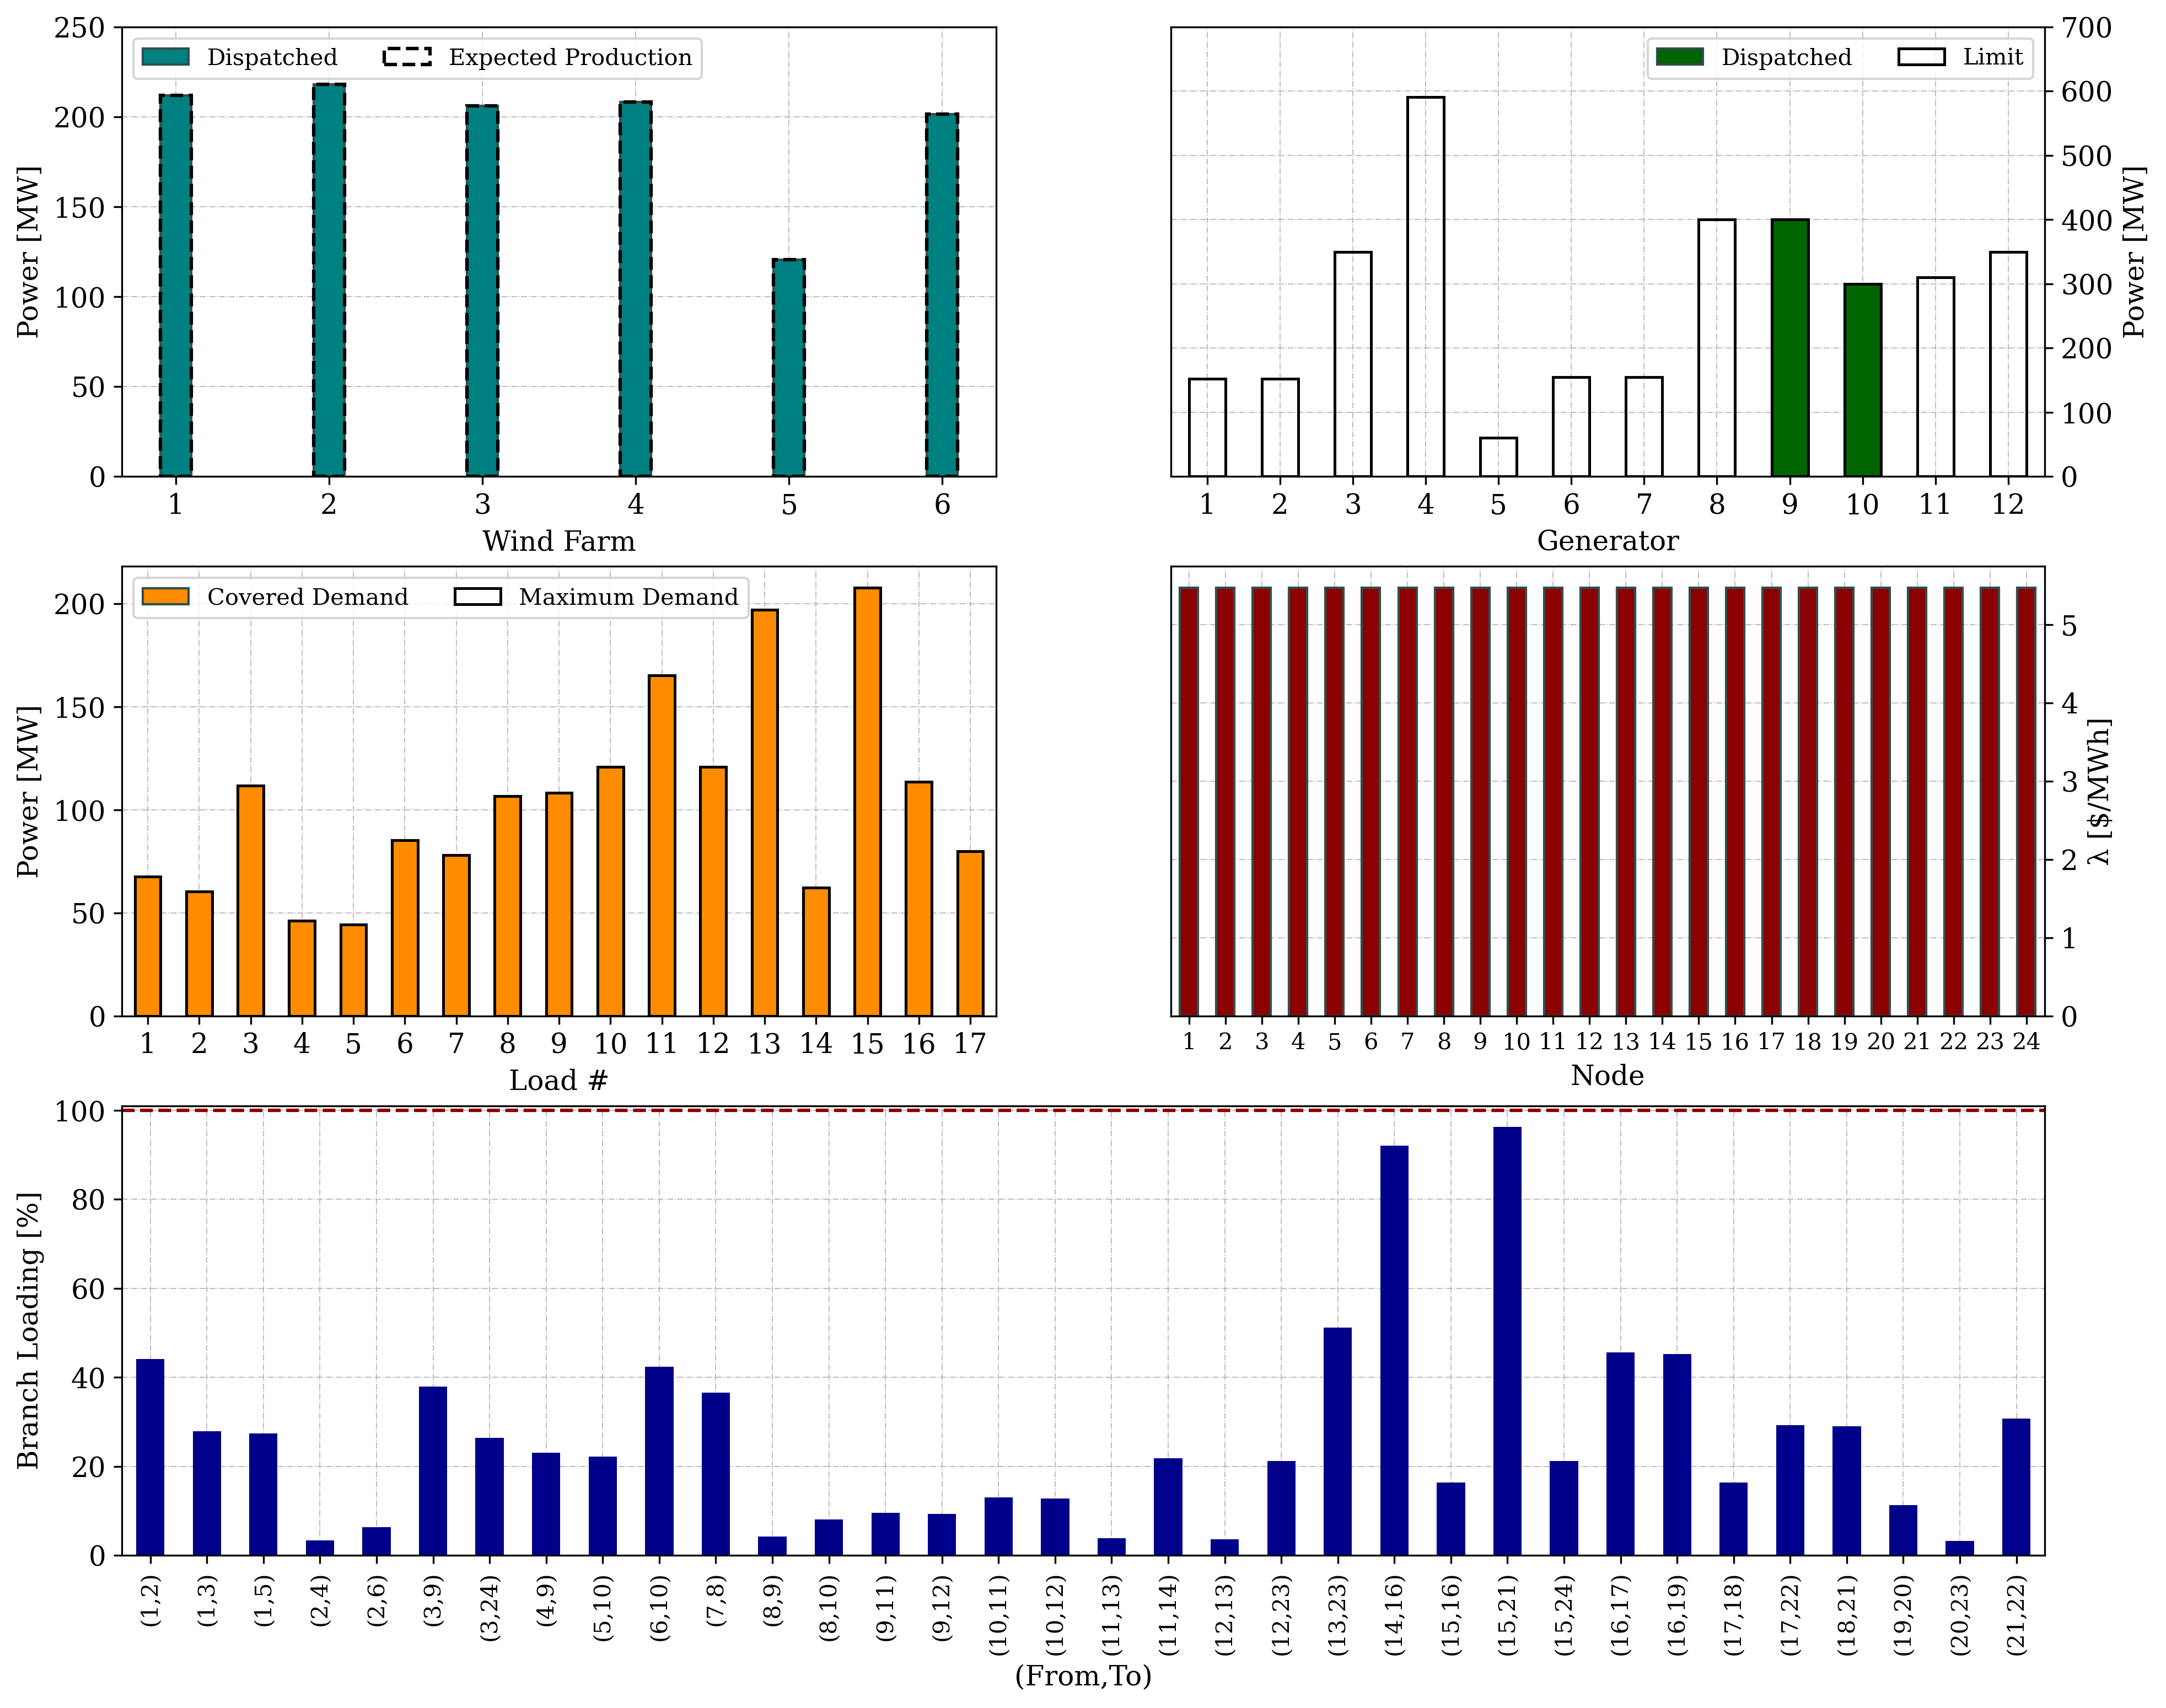 250
200
150
100
50
0
Power [MW]
Dispatched Expected Production
1 2 3 4 5 6
Wind Farm
Dispatched Limit
700
600
500
400
300
200
100
0
Power [MW]
1 2 3 4 5 6 7 8 9 10 11 12
Generator
200
150
100
50
0
Power [MW]
Covered Demand Maximum Demand
1 2 3 4 5 6 7 8 9 10 11 12 13 14 15 16 17
Load #
5
4
3
2
1
0
λ [$/MWh]
1 2 3 4 5 6 7 8 9 10 11 12 13 14 15 16 17 18 19 20 21 22 23 24
Node
100
80
60
40
20
0
Branch Loading [%]
(1,2) (1,3) (1,5) (2,4) (2,6) (3,9) (3,24) (4,9) (5,10) (6,10) (7,8) (8,9) (8,10) (9,11) (9,12) (10,11) (10,12) (11,13) (11,14) (12,13) (12,23) (13,23) (14,16) (15,16) (15,21) (15,24) (16,17) (16,19) (17,18) (17,22) (18,21) (19,20) (20,23) (21,22)
(From,To)